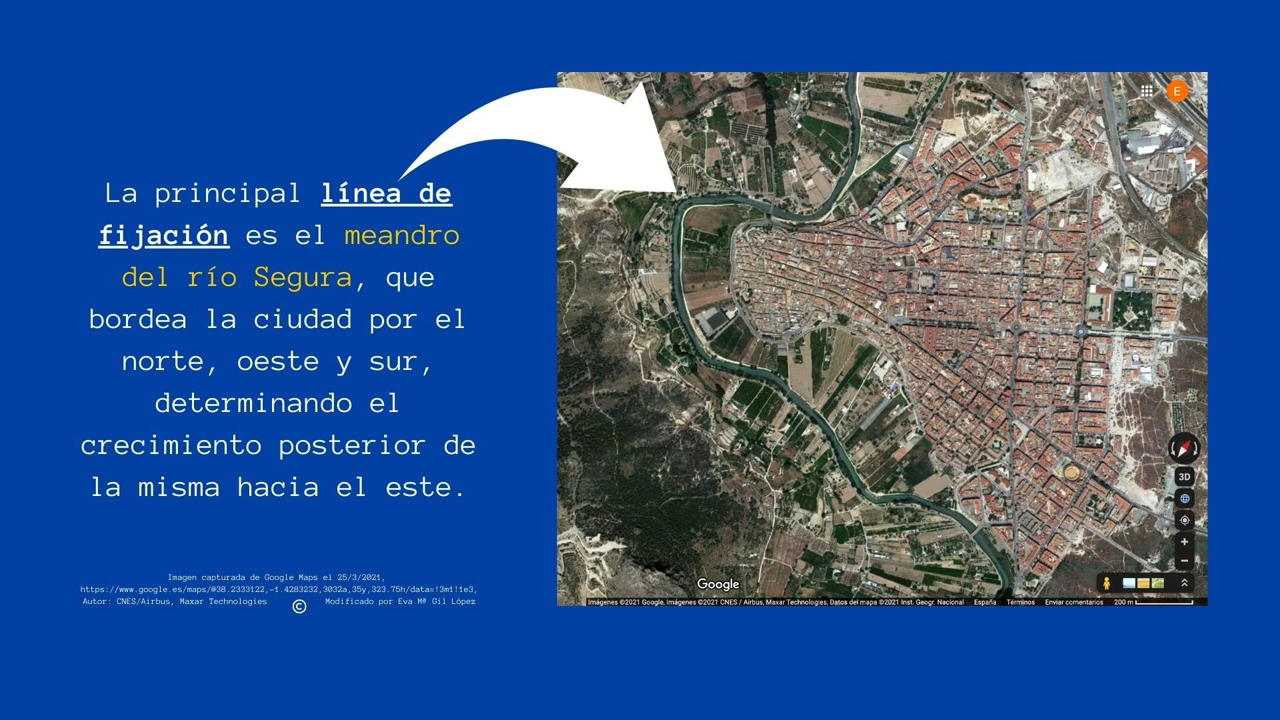 La principal línea de
fijación es el meandro
del río Segura, que
bordea la ciudad por el
norte, oeste y sur,
determinando el
crecimiento posterior de
la misma hacia el este.
Imagen capturada de Google Maps el 25/3/2021,
https://www.google.es/maps/@38.2333122,-1.4283232,3032a,35y,323.75h/data=!3m1!1e3,
Autor: CNES/Airbus, Maxar Technologies © Modificado por Eva Mª Gil López
E
3D
Google
Imágenes ©2021 Google, Imágenes ©2021 CNES / Airbus, Maxar Technologies, Datos del mapa ©2021 Inst. Geogr. Nacional España Términos Enviar comentarios 200 m